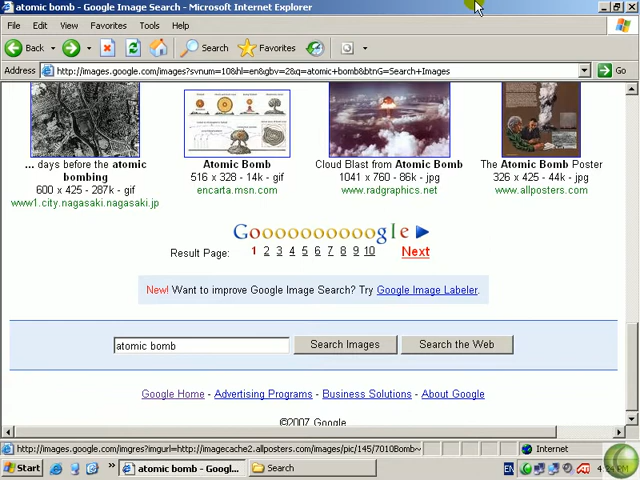 atomic bomb - Google Image Search - Microsoft Internet Explorer
File Edit View Favorites Tools Help
Back Search Favorites
Address http://images.google.com/images?svnum=10&hl=en&gbv=2&q=atomic+bomb&btnG=Search+Images Go
... days before the atomic bombing
600 x 425 - 287k - gif
www1.city.nagasaki.nagasaki.jp
Atomic Bomb
516 x 328 - 14k - gif
encarta.msn.com
Cloud Blast from Atomic Bomb
1041 x 760 - 86k - jpg
www.radgraphics.net
The Atomic Bomb Poster
326 x 425 - 44k - jpg
www.allposters.com
Goooooooooogle
Result Page: 1 2 3 4 5 6 7 8 9 10 Next
New! Want to improve Google Image Search? Try Google Image Labeler.
atomic bomb Search Images Search the Web
Google Home - Advertising Programs - Business Solutions - About Google
©2007 Google
http://images.google.com/imgres?imgurl=http://imagecache2.allposters.com/images/pic/145/7010Bomb~ Internet
Start atomic bomb - Goog... Search EN 4:24 PM